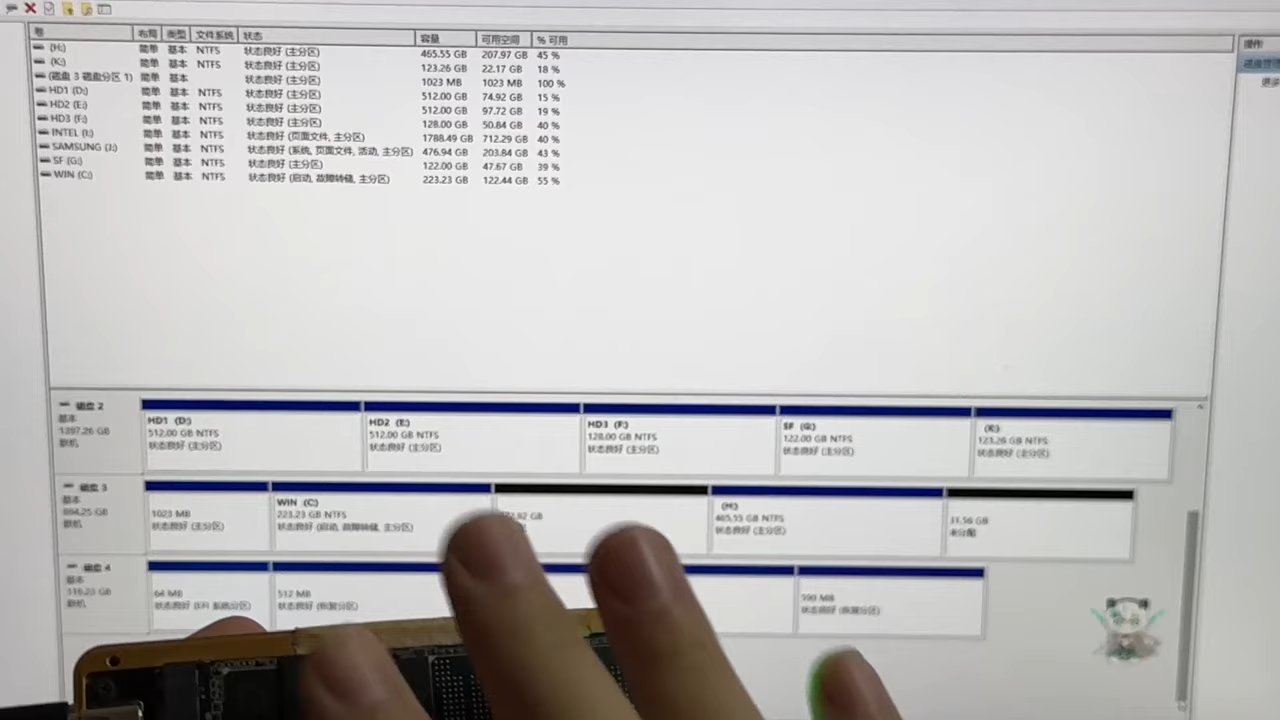 卷 布局 类型 文件系统 状态 容量 可用空间 % 可用
操作
(H:) 简单 基本 NTFS 状态良好 (主分区) 465.55 GB 207.97 GB 45 %
(K:) 简单 基本 NTFS 状态良好 (主分区) 123.26 GB 22.17 GB 18 %
(磁盘 3 磁盘分区 1) 简单 基本 状态良好 (主分区) 1023 MB 1023 MB 100 %
HD1 (D:) 简单 基本 NTFS 状态良好 (主分区) 512.00 GB 74.92 GB 15 %
HD2 (E:) 简单 基本 NTFS 状态良好 (主分区) 512.00 GB 97.72 GB 19 %
HD3 (F:) 简单 基本 NTFS 状态良好 (主分区) 128.00 GB 50.84 GB 40 %
INTEL (I:) 简单 基本 NTFS 状态良好 (页面文件, 主分区) 1788.49 GB 712.29 GB 40 %
SAMSUNG (J:) 简单 基本 NTFS 状态良好 (系统, 页面文件, 活动, 主分区) 476.94 GB 203.84 GB 43 %
SF (G:) 简单 基本 NTFS 状态良好 (主分区) 122.00 GB 47.67 GB 39 %
WIN (C:) 简单 基本 NTFS 状态良好 (启动, 故障转储, 主分区) 223.23 GB 122.44 GB 55 %
磁盘 2
基本
1397.26 GB
联机
HD1 (D:)
512.00 GB NTFS
状态良好 (主分区)
HD2 (E:)
512.00 GB NTFS
状态良好 (主分区)
HD3 (F:)
128.00 GB NTFS
状态良好 (主分区)
SF (G:)
122.00 GB NTFS
状态良好 (主分区)
(K:)
123.26 GB NTFS
状态良好 (主分区)
磁盘 3
基本
894.25 GB
联机
1023 MB
状态良好 (主分区)
WIN (C:)
223.23 GB NTFS
状态良好 (启动, 故障转储, 主分区)
GB
(H:)
465.55 GB NTFS
状态良好 (主分区)
31.56 GB
未分配
磁盘 4
基本
119.23 GB
联机
64 MB
状态良好 (EFI 系统分区)
512 MB
状态良好 (恢复分区)
599 MB
状态良好 (恢复分区)